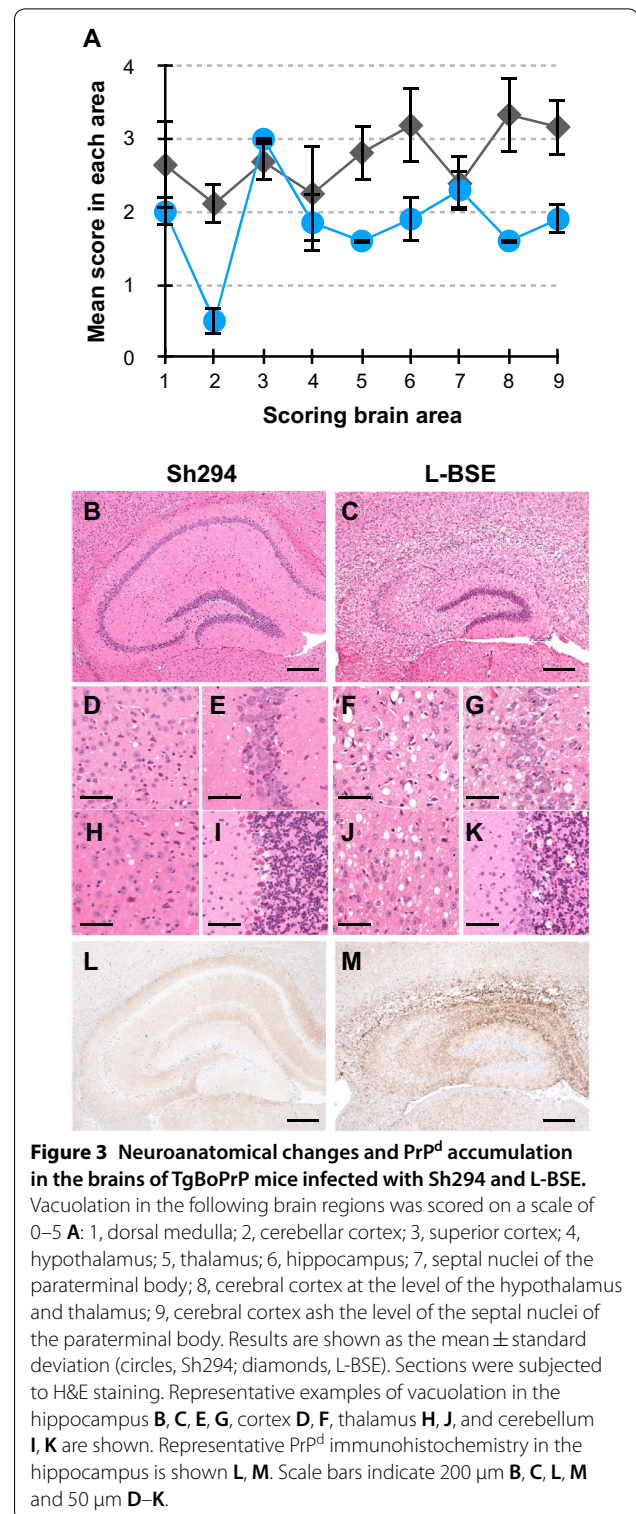 A
Mean score in each area
4
3
2
1
0
1 2 3 4 5 6 7 8 9
Scoring brain area
Sh294 L-BSE
B C
D E F G
H I J K
L M
Figure 3 Neuroanatomical changes and PrPᵈ accumulation
in the brains of TgBoPrP mice infected with Sh294 and L-BSE.
Vacuolation in the following brain regions was scored on a scale of
0–5 A: 1, dorsal medulla; 2, cerebellar cortex; 3, superior cortex; 4,
hypothalamus; 5, thalamus; 6, hippocampus; 7, septal nuclei of the
paraterminal body; 8, cerebral cortex at the level of the hypothalamus
and thalamus; 9, cerebral cortex ash the level of the septal nuclei of
the paraterminal body. Results are shown as the mean ± standard
deviation (circles, Sh294; diamonds, L-BSE). Sections were subjected
to H&E staining. Representative examples of vacuolation in the
hippocampus B, C, E, G, cortex D, F, thalamus H, J, and cerebellum
I, K are shown. Representative PrPᵈ immunohistochemistry in the
hippocampus is shown L, M. Scale bars indicate 200 µm B, C, L, M
and 50 µm D–K.